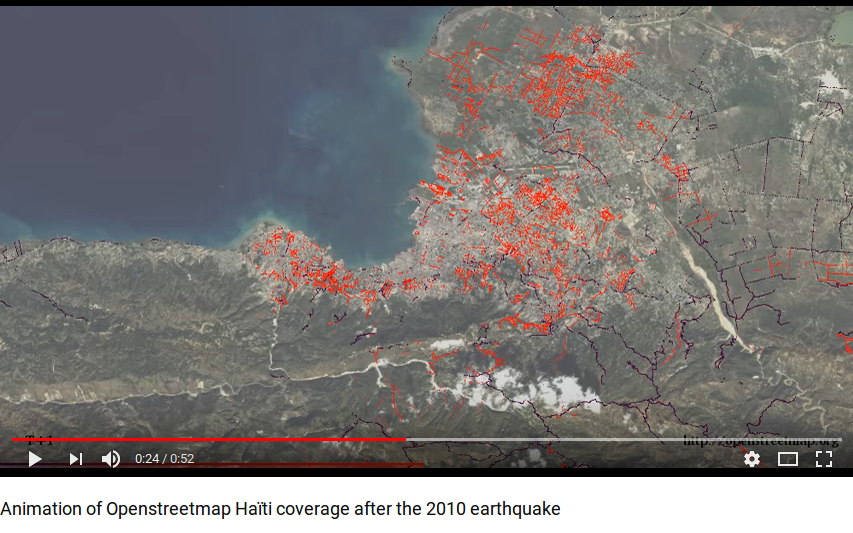 http://openstreetmap.org
0:24 / 0:52
Animation of Openstreetmap Haïti coverage after the 2010 earthquake